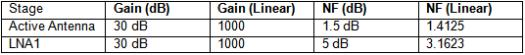 Stage Gain (dB) Gain (Linear) NF (dB) NF (Linear)
Active Antenna 30 dB 1000 1.5 dB 1.4125
LNA1 30 dB 1000 5 dB 3.1623